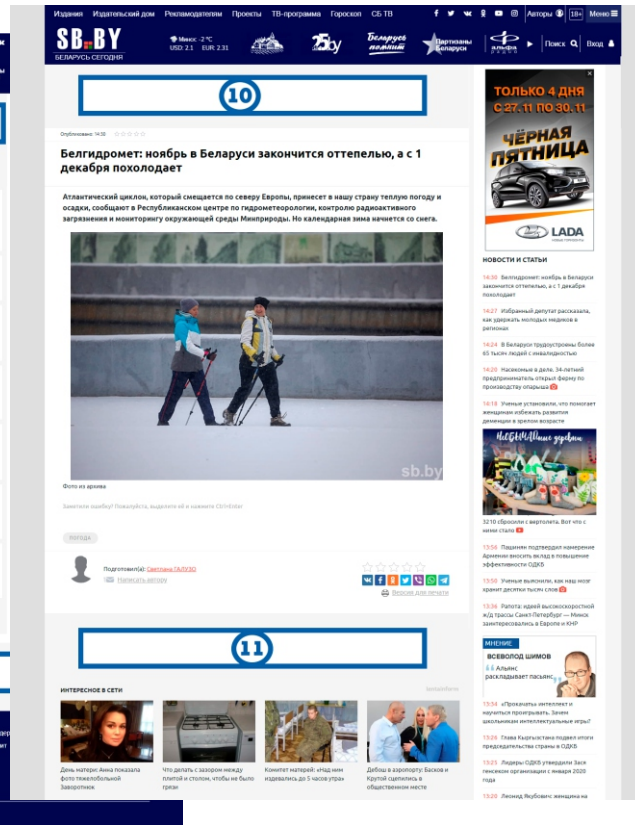 Издания Издательский дом Рекламодателям Проекты ТВ-программа Гороскоп СБ ТВ Авторы 18+ Меню
SB BY
БЕЛАРУСЬ СЕГОДНЯ
Минск: -2 °C
USD: 2.1 EUR: 2.31
25by
Беларусь
помнит
Партизаны
Беларуси
альфа
радио
Поиск
Вход
10
Опубликовано: 14:30
Белгидромет: ноябрь в Беларуси закончится оттепелью, а с 1
декабря похолодает
Атлантический циклон, который смещается по северу Европы, принесет в нашу страну теплую погоду и
осадки, сообщают в Республиканском центре по гидрометеорологии, контролю радиоактивного
загрязнения и мониторингу окружающей среды Минприроды. Но календарная зима начнется со снега.
sb.by
Фото из архива
Заметили ошибку? Пожалуйста, выделите её и нажмите Ctrl+Enter
ПОГОДА
Подготовил(а): Светлана ГАЛУЗО
Написать автору
Версия для печати
11
ИНТЕРЕСНОЕ В СЕТИ
День матери: Анна показала
фото тяжелобольной
Заворотнюк
Что делать с зазором между
плитой и столом, чтобы не было
грязи
Комитет матерей: «Над ним
издевались до 5 часов утра»
Дебош в аэропорту: Басков и
Крутой сцепились в
общественном месте
ТОЛЬКО 4 ДНЯ
С 27.11 ПО 30.11
ЧЁРНАЯ
ПЯТНИЦА
LADA
НОВОСТИ И СТАТЬИ
14:30 Белгидромет: ноябрь в Беларуси
закончится оттепелью, а с 1 декабря
похолодает
14:27 Избранный депутат рассказала,
как удержать молодых медиков в
регионах
14:24 В Беларуси трудоустроены более
65 тысяч людей с инвалидностью
14:20 Насекомые в деле. 34-летний
предприниматель открыл ферму по
производству опарыша
14:18 Ученые установили, что помогает
женщинам избежать развития
деменции в зрелом возрасте
3210 сбросили с вертолета. Вот что с
ними стало
13:56 Пашинян подтвердил намерение
Армении вносить вклад в повышение
эффективности ОДКБ
13:50 Ученые выяснили, как наш мозг
хранит десятки тысяч слов
13:36 Рапота: идеей высокоскоростной
ж/д трассы Санкт-Петербург — Минск
заинтересовались в Европе и КНР
МНЕНИЕ
ВСЕВОЛОД ШИМОВ
Альянс
раскладывает пасьянс
13:34 «Прокачать» интеллект и
научиться проигрывать. Зачем
школьникам интеллектуальные игры?
13:26 Глава Кыргызстана подвел итоги
председательства страны в ОДКБ
13:25 Лидеры ОДКБ утвердили Зася
генсеком организации с января 2020
года
13:20 Леонид Якубович: женщина на